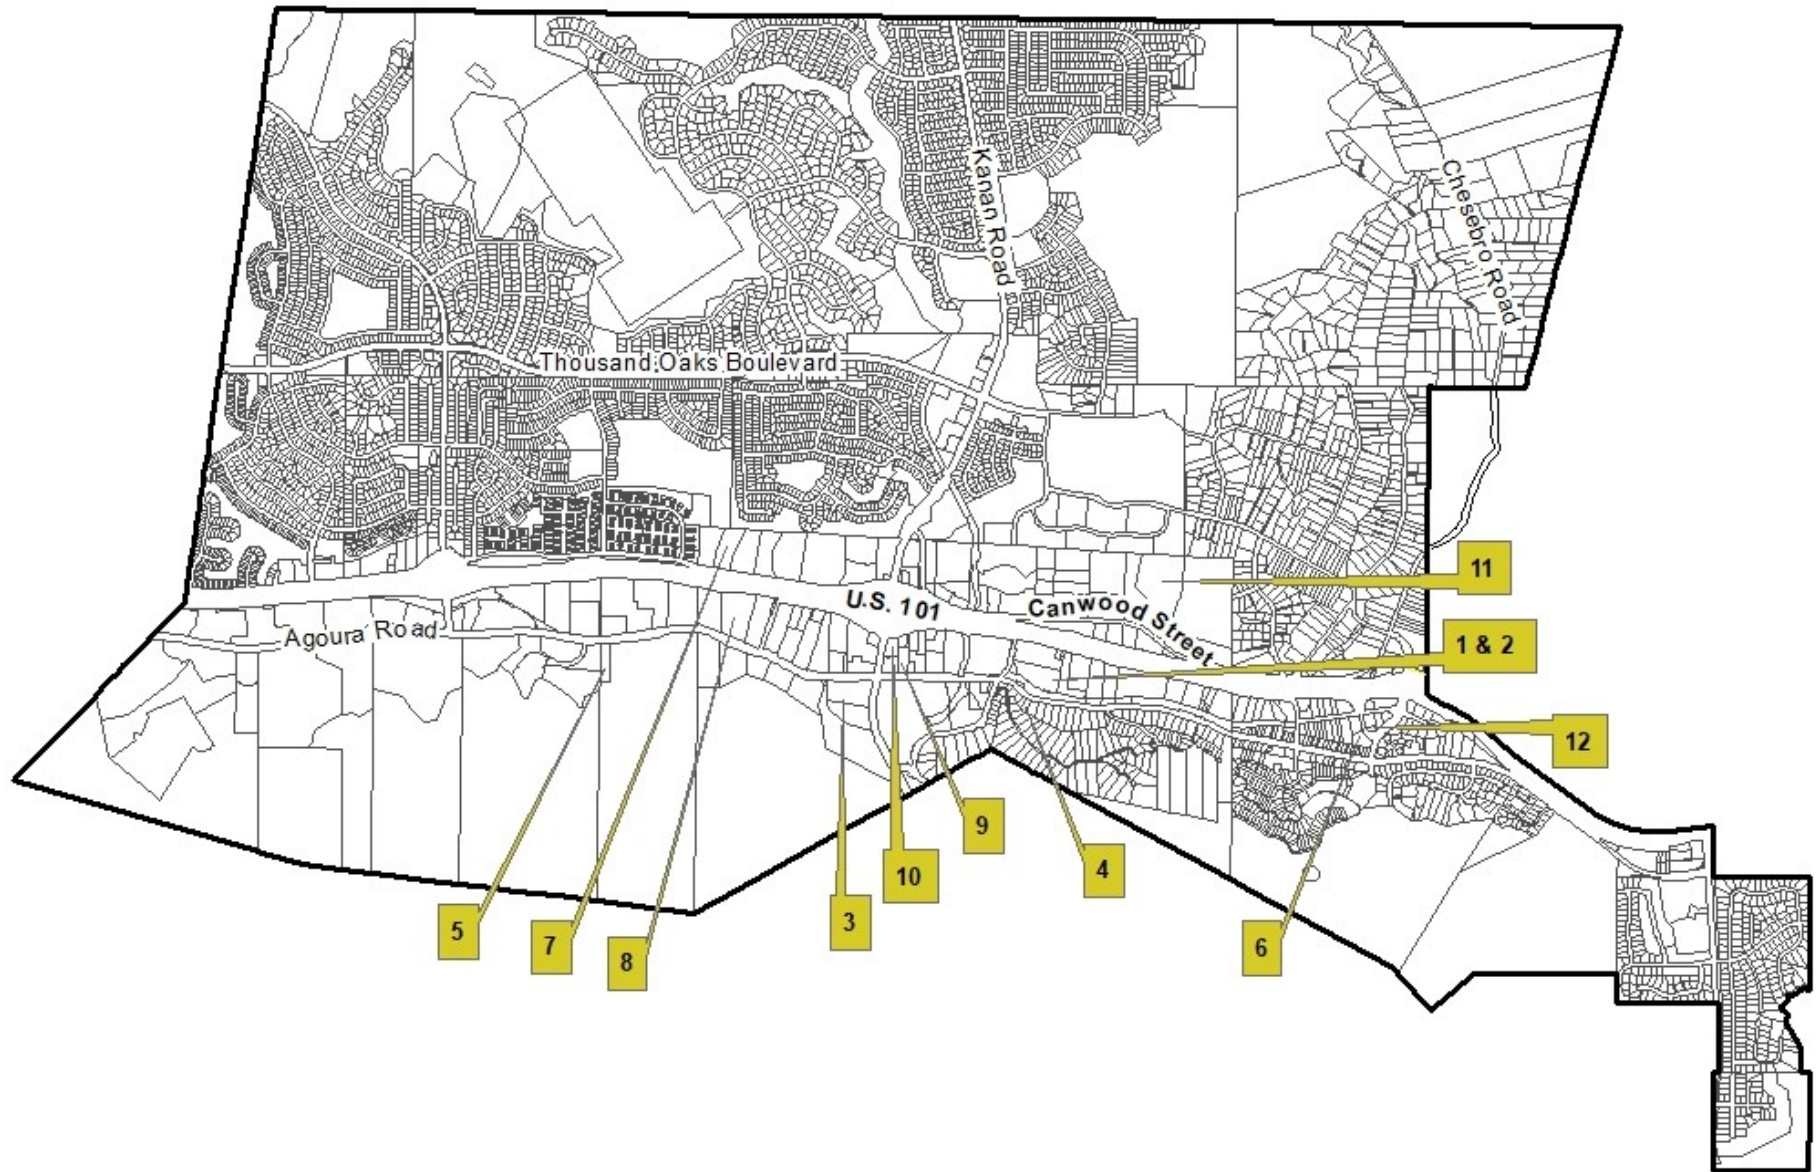 Kanan Road
Chesebro Road
Thousand Oaks Boulevard
11
U.S. 101
Canwood Street
Agoura Road
1 & 2
12
9
10
4
3
5
7
8
6